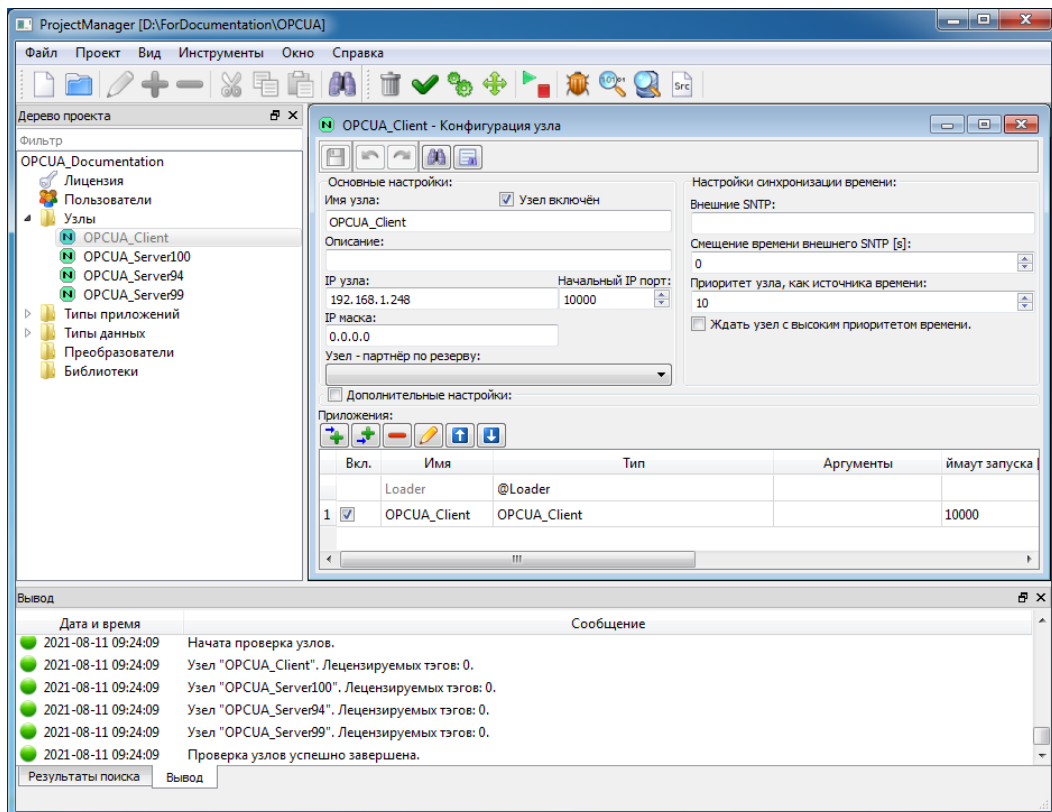 ProjectManager [D:\ForDocumentation\OPCUA]
Файл Проект Вид Инструменты Окно Справка
Src
Дерево проекта
Фильтр
OPCUA_Documentation
Лицензия
Пользователи
Узлы
OPCUA_Client
OPCUA_Server100
OPCUA_Server94
OPCUA_Server99
Типы приложений
Типы данных
Преобразователи
Библиотеки
OPCUA_Client - Конфигурация узла
Основные настройки:
Имя узла: Узел включён
OPCUA_Client
Описание:
IP узла: Начальный IP порт:
192.168.1.248 10000
IP маска:
0.0.0.0
Узел - партнёр по резерву:
Настройки синхронизации времени:
Внешние SNTP:
Смещение времени внешнего SNTP [s]:
0
Приоритет узла, как источника времени:
10
Ждать узел с высоким приоритетом времени.
Дополнительные настройки:
Приложения:
Вкл. Имя Тип Аргументы ймаут запуска [
Loader @Loader
1 OPCUA_Client OPCUA_Client 10000
Вывод
Дата и время Сообщение
2021-08-11 09:24:09 Начата проверка узлов.
2021-08-11 09:24:09 Узел "OPCUA_Client". Лецензируемых тэгов: 0.
2021-08-11 09:24:09 Узел "OPCUA_Server100". Лецензируемых тэгов: 0.
2021-08-11 09:24:09 Узел "OPCUA_Server94". Лецензируемых тэгов: 0.
2021-08-11 09:24:09 Узел "OPCUA_Server99". Лецензируемых тэгов: 0.
2021-08-11 09:24:09 Проверка узлов успешно завершена.
Результаты поиска Вывод